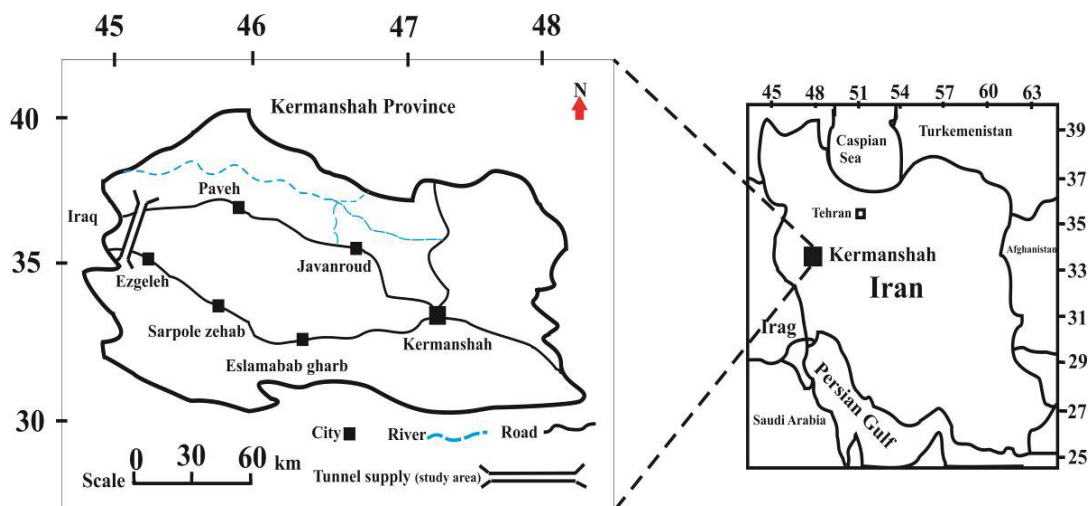 45 46 47 48
N
Kermanshah Province
40
Paveh
Iraq
Javanroud
35
Ezgeleh
Sarpole zehab
Kermanshah
Eslamabab gharb
30
City River Road
0 30 60 km
Scale
Tunnel supply (study area)
45 48 51 54 57 60 63
Caspian
Sea
Turkemenistan
39
37
Tehran
35
Afghanistan
Kermanshah
33
Iran
31
Irag
29
Persian Gulf
27
Saudi Arabia
25